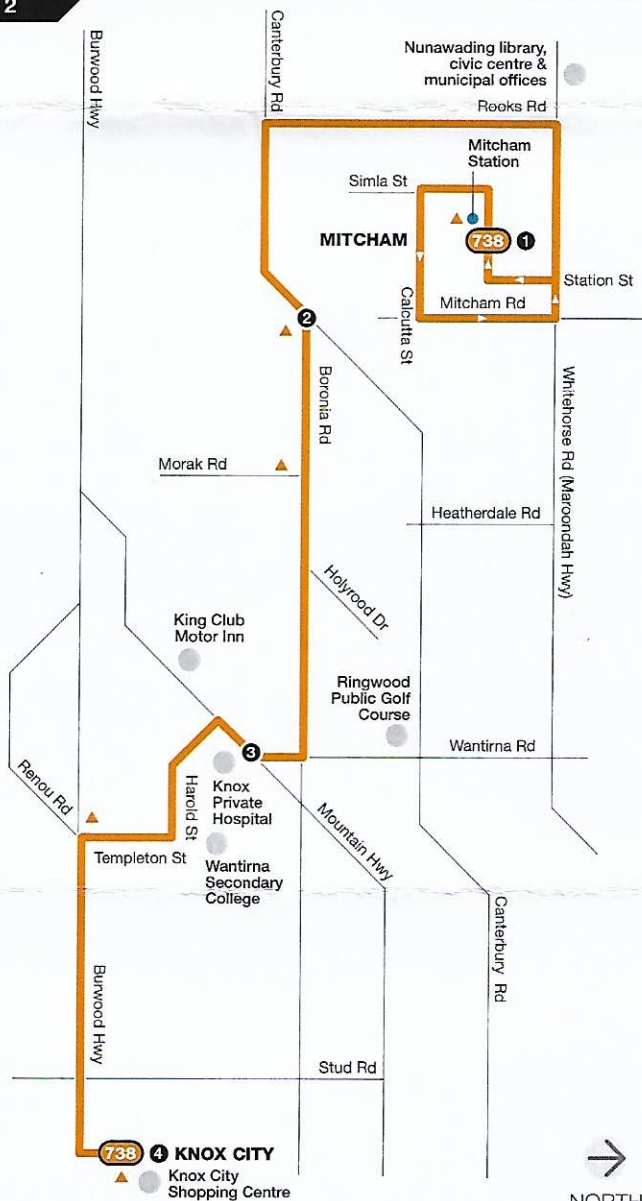 2
Burwood Hwy
Canterbury Rd
Nunawading library,
civic centre &
municipal offices
Rooks Rd
Mitcham
Station
Simla St
MITCHAM
738 1
Station St
Mitcham Rd
Calcutta St
2
Boronia Rd
Whitehorse Rd (Maroondah Hwy)
Morak Rd
Heatherdale Rd
Holyrood Dr
King Club
Motor Inn
Ringwood
Public Golf
Course
3
Wantirna Rd
Renou Rd
Harold St
Knox
Private
Hospital
Mountain Hwy
Templeton St
Wantirna
Secondary
College
Canterbury Rd
Burwood Hwy
Stud Rd
738 4 KNOX CITY
Knox City
Shopping Centre
NORTH